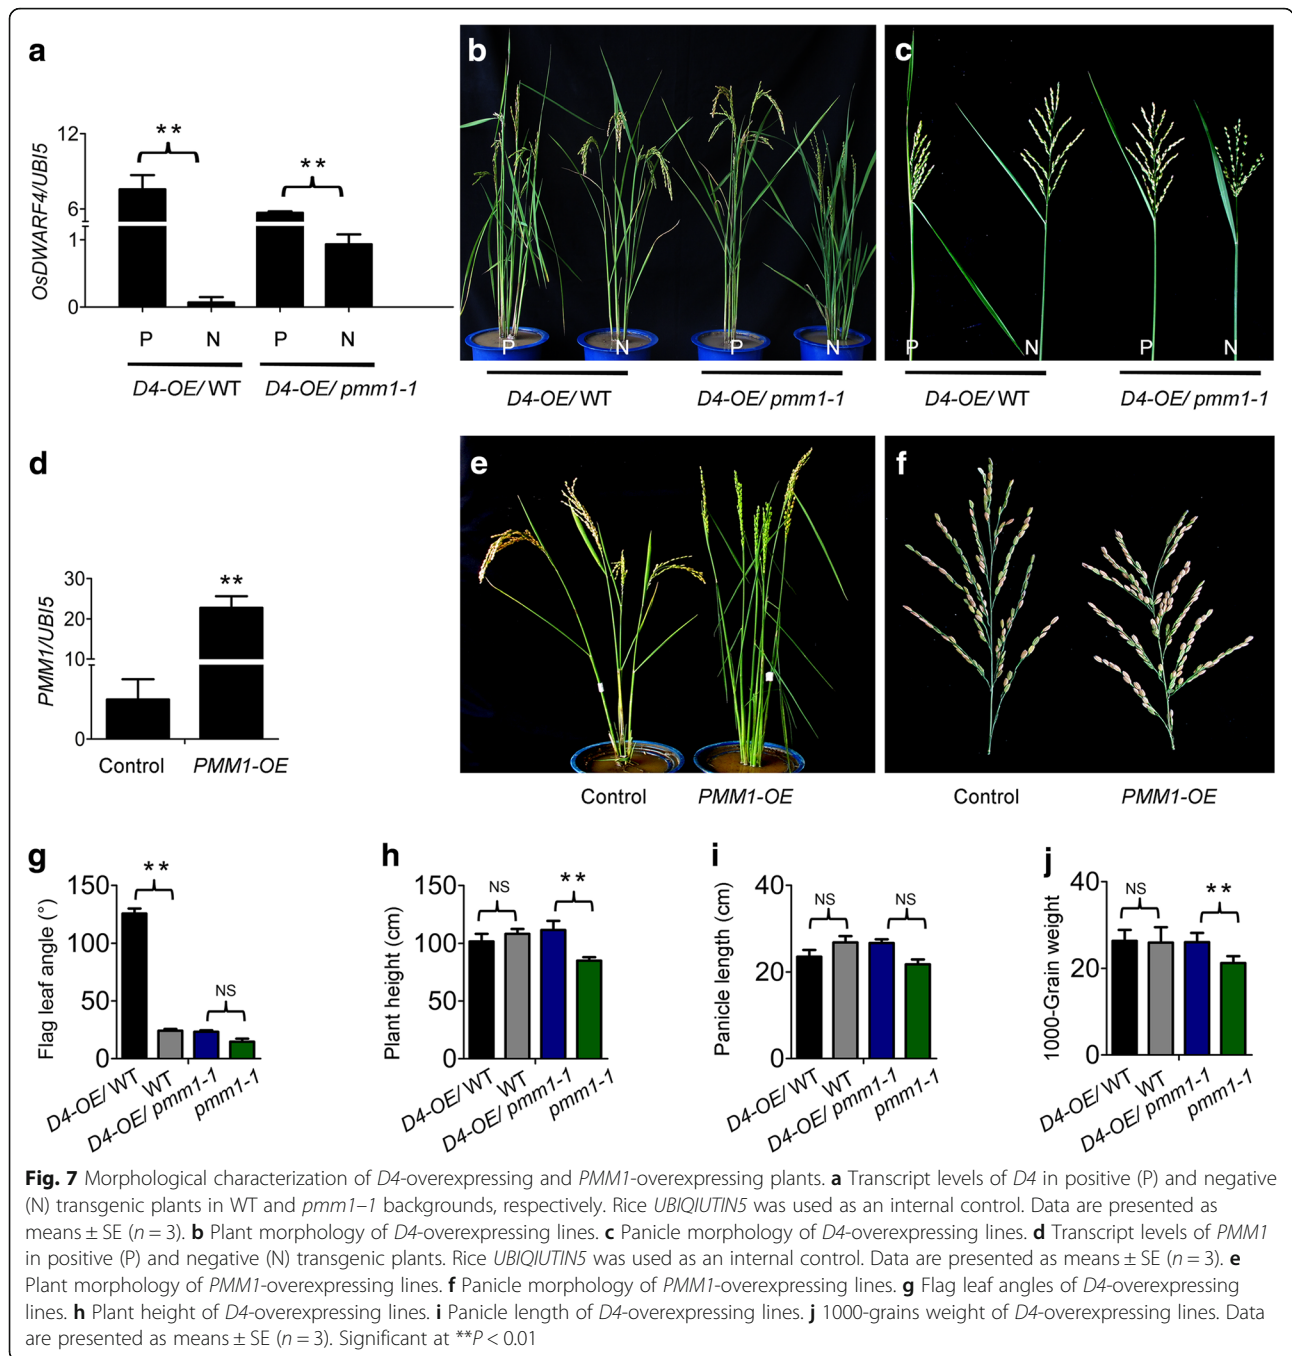 a
12
6
1
0
OsDWARF4/UBI5
**
**
P
N
P
N
D4-OE/ WT
D4-OE/ pmm1-1
b
P
N
P
N
D4-OE/ WT
D4-OE/ pmm1-1
c
P
N
P
N
D4-OE/ WT
D4-OE/ pmm1-1
d
30
20
10
0
PMM1/UBI5
**
Control
PMM1-OE
e
Control
PMM1-OE
f
Control
PMM1-OE
g
150
100
50
0
Flag leaf angle (°)
**
NS
D4-OE/ WT
WT
D4-OE/ pmm1-1
pmm1-1
h
150
100
50
0
Plant height (cm)
NS
**
D4-OE/ WT
WT
D4-OE/ pmm1-1
pmm1-1
i
40
20
0
Panicle length (cm)
NS
NS
D4-OE/ WT
WT
D4-OE/ pmm1-1
pmm1-1
j
40
20
0
1000-Grain weight
NS
**
D4-OE/ WT
WT
D4-OE/ pmm1-1
pmm1-1
Fig. 7 Morphological characterization of D4-overexpressing and PMM1-overexpressing plants. a Transcript levels of D4 in positive (P) and negative
(N) transgenic plants in WT and pmm1–1 backgrounds, respectively. Rice UBIQIUTIN5 was used as an internal control. Data are presented as
means ± SE (n = 3). b Plant morphology of D4-overexpressing lines. c Panicle morphology of D4-overexpressing lines. d Transcript levels of PMM1
in positive (P) and negative (N) transgenic plants. Rice UBIQIUTIN5 was used as an internal control. Data are presented as means ± SE (n = 3). e
Plant morphology of PMM1-overexpressing lines. f Panicle morphology of PMM1-overexpressing lines. g Flag leaf angles of D4-overexpressing
lines. h Plant height of D4-overexpressing lines. i Panicle length of D4-overexpressing lines. j 1000-grains weight of D4-overexpressing lines. Data
are presented as means ± SE (n = 3). Significant at **P < 0.01